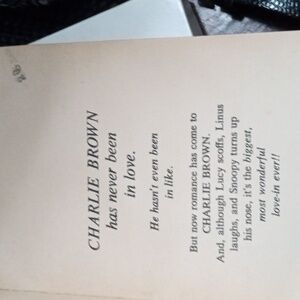 CHARLIE BROWN
has never been
in love.
He hasn't even been
in like.
But now romance has come to
CHARLIE BROWN.
And, although Lucy scoffs, Linus
laughs, and Snoopy turns up
his nose, it's the biggest,
most wonderful
love-in ever!!